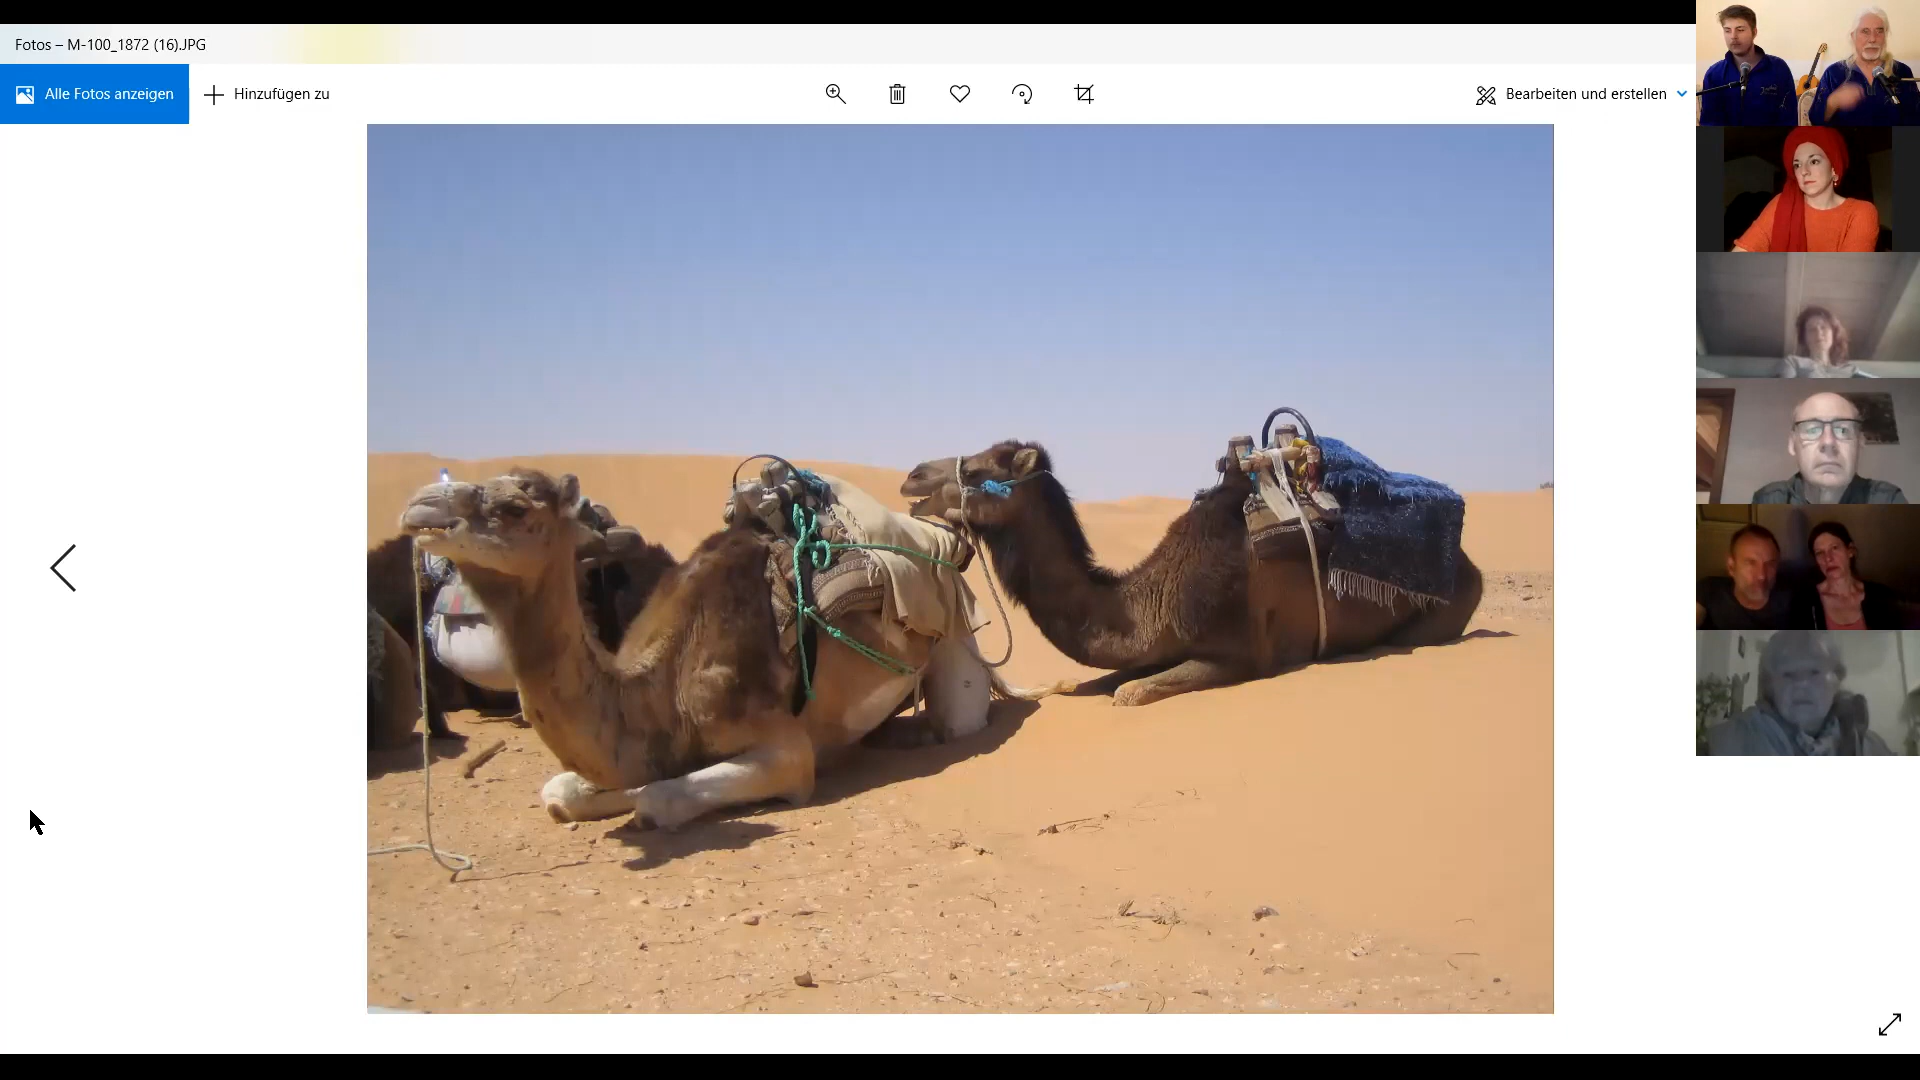 Fotos – M-100_1872 (16).JPG
Alle Fotos anzeigen
Hinzufügen zu
Bearbeiten und erstellen